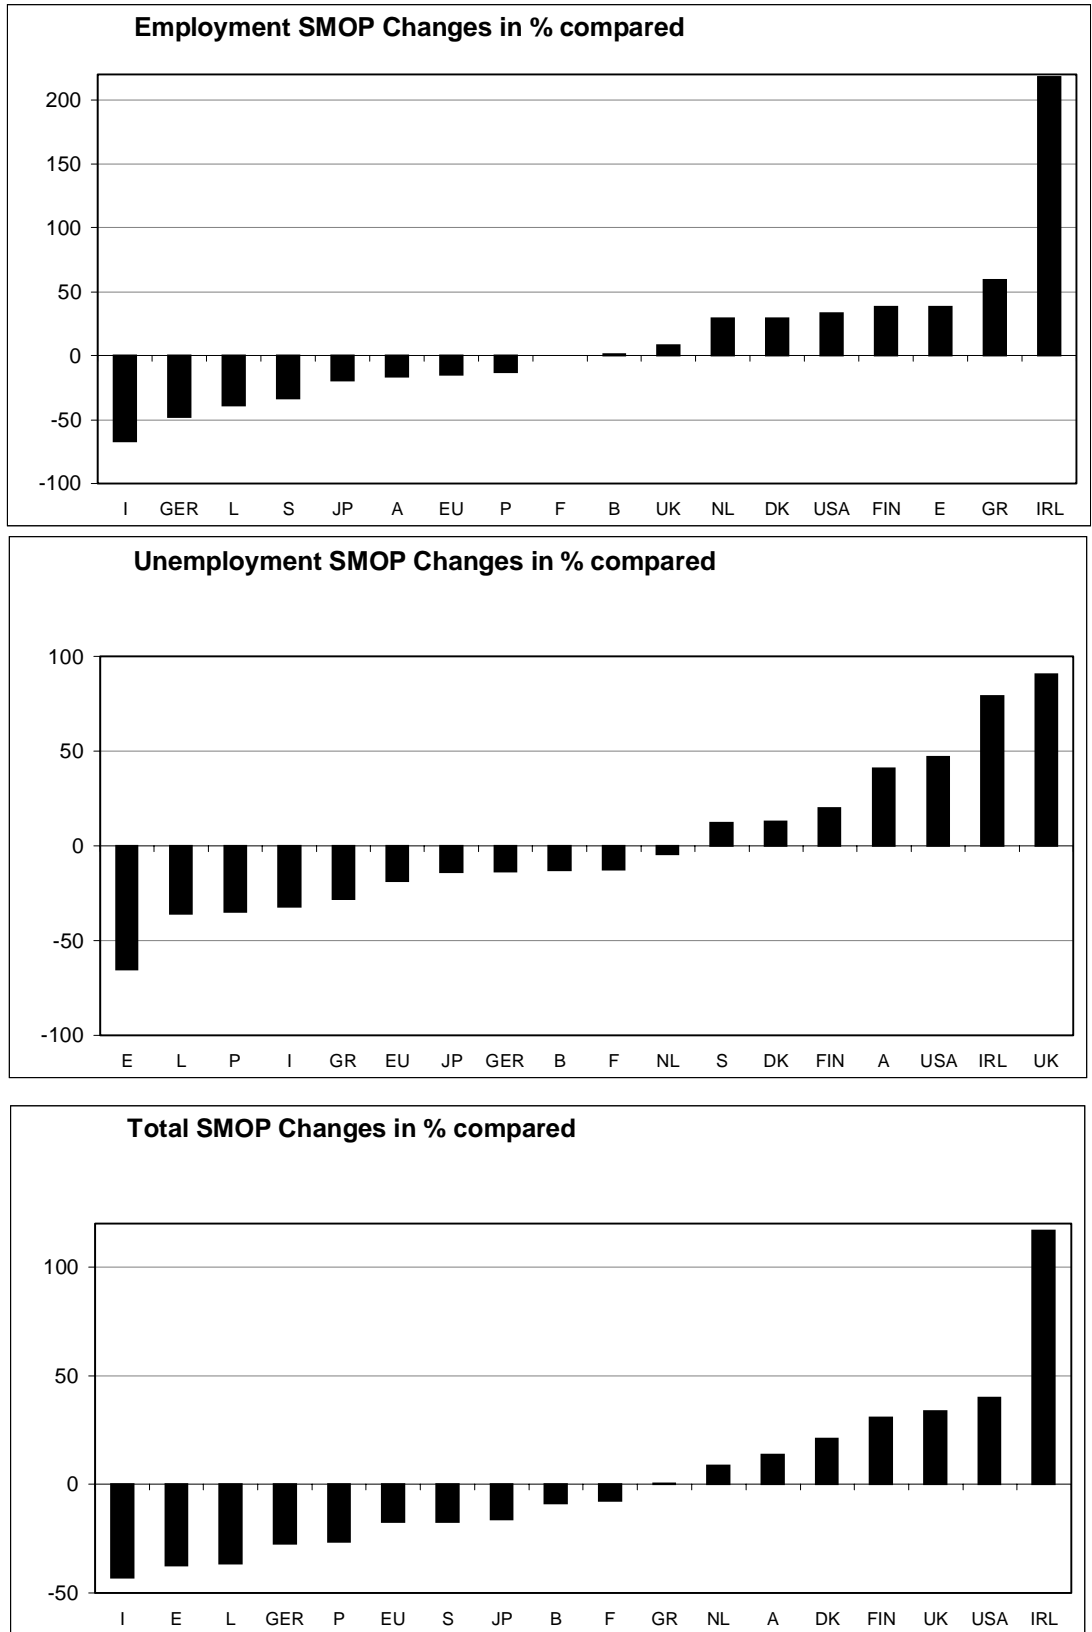 Employment SMOP Changes in % compared
200
150
100
50
0
-50
-100
I GER L S JP A EU P F B UK NL DK USA FIN E GR IRL
Unemployment SMOP Changes in % compared
100
50
0
-50
-100
E L P I GR EU JP GER B F NL S DK FIN A USA IRL UK
Total SMOP Changes in % compared
100
50
0
-50
I E L GER P EU S JP B F GR NL A DK FIN UK USA IRL